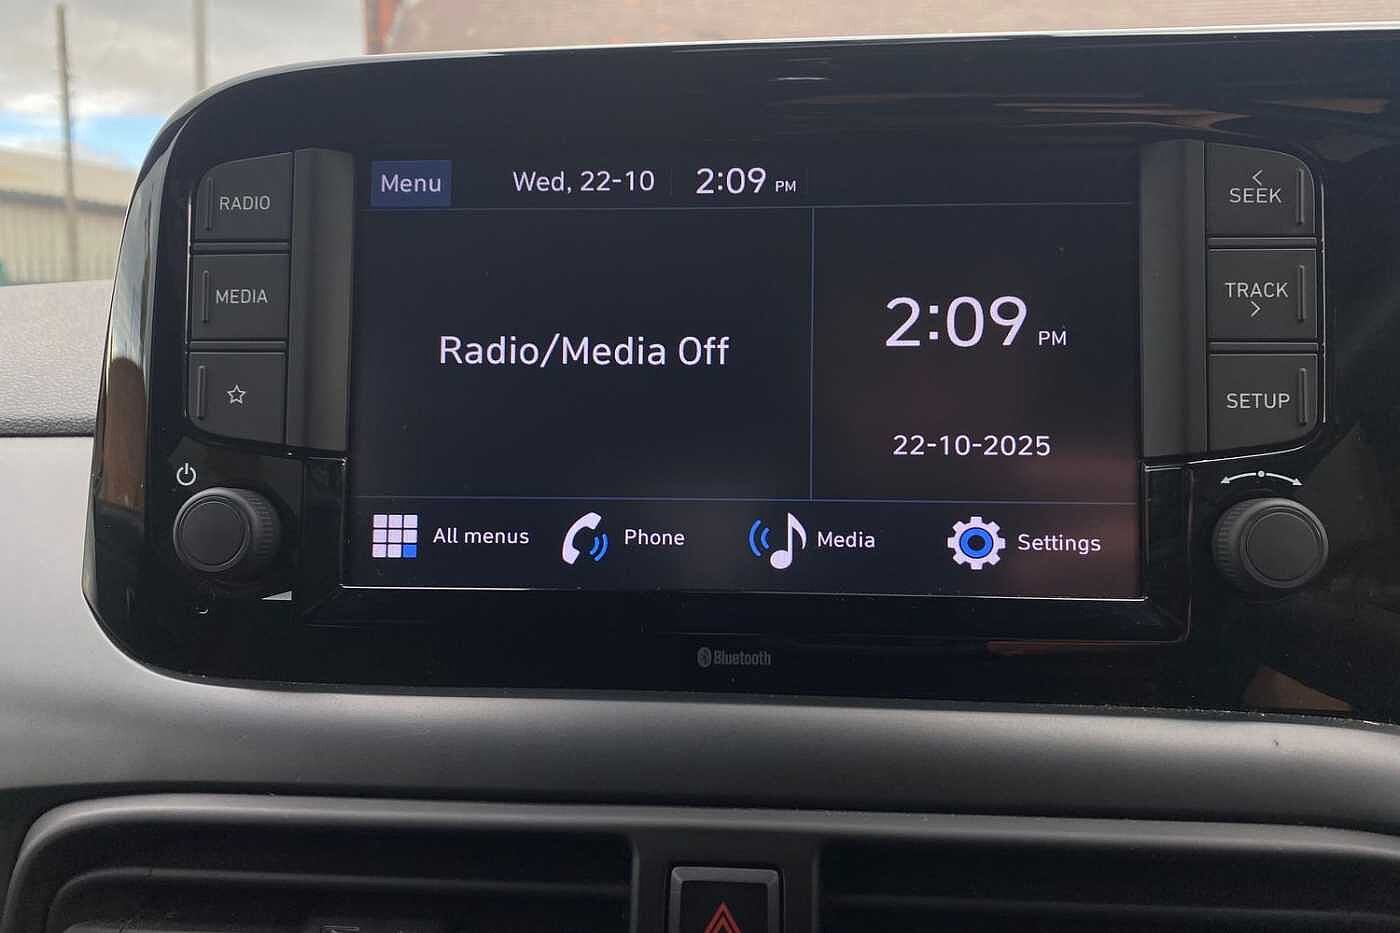 RADIO
MEDIA
Menu
Wed, 22-10
2:09 PM
Radio/Media Off
2:09 PM
22-10-2025
All menus
Phone
Media
Settings
< SEEK
TRACK >
SETUP
Bluetooth